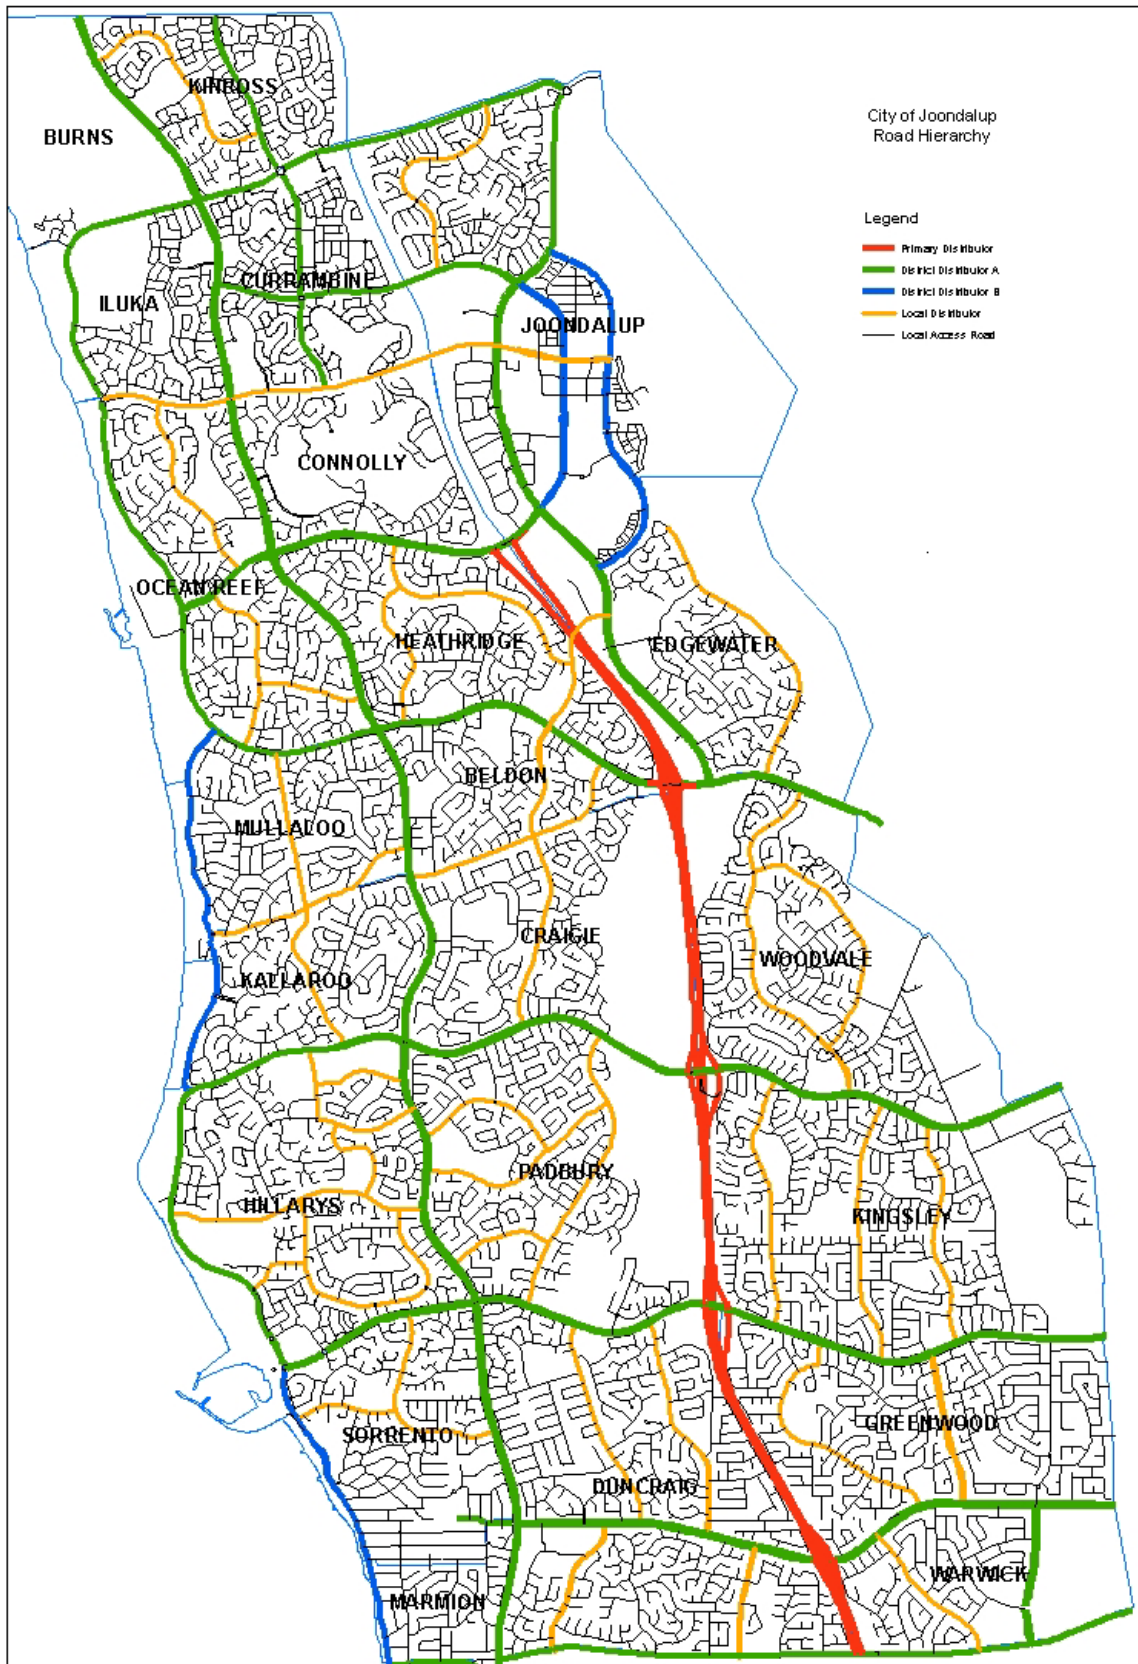 City of Joondalup
Road Hierarchy
Legend
Primary Distributor
District Distributor A
District Distributor B
Local Distributor
Local Access Road
KINROSS
BURNS
CURRAMBINE
ILUKA
JOONDALUP
CONNOLLY
OCEAN REEF
HEATHRIDGE
EDGEWATER
BELDON
MULLALOO
CRAIGIE
WOODVALE
KALLAROO
PADBURY
HILLARYS
KINGSLEY
GREENWOOD
SORRENTO
DUNCRAIG
WARWICK
MARMION